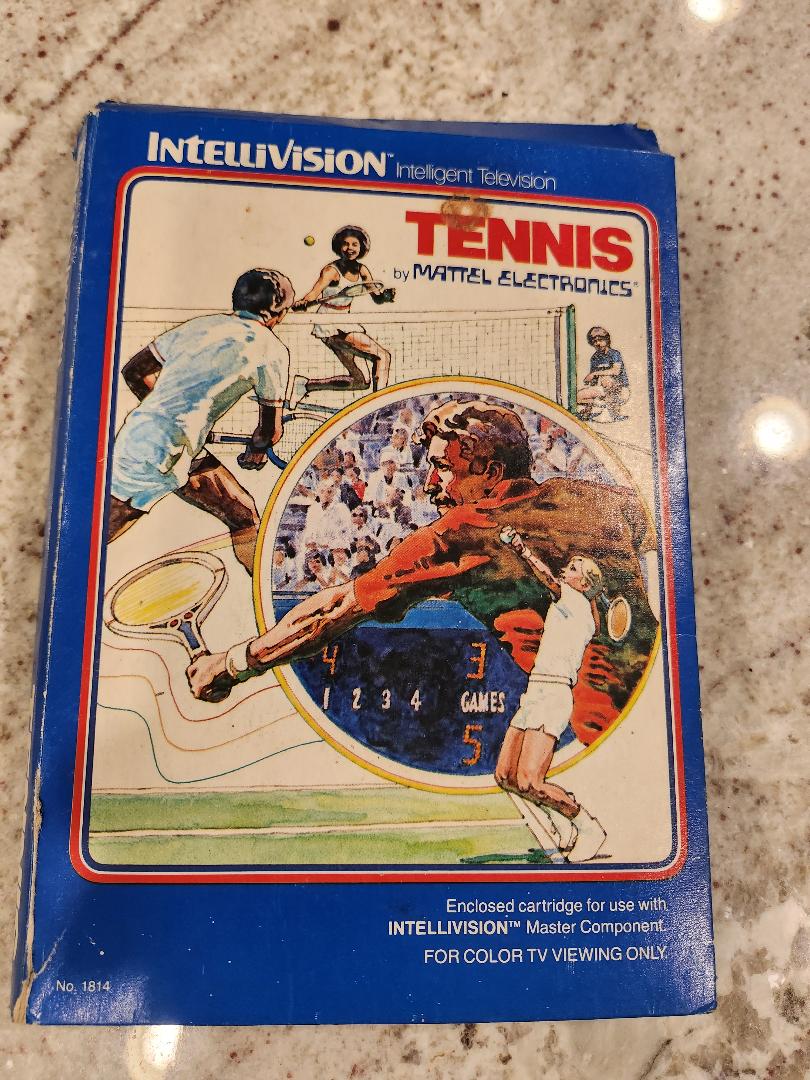 INTELLIVISION™ Intelligent Television
TENNIS
by MATTEL ELECTRONICS®
4 3
1 2 3 4 GAMES
5
Enclosed cartridge for use with
INTELLIVISION™ Master Component.
FOR COLOR TV VIEWING ONLY
No. 1814